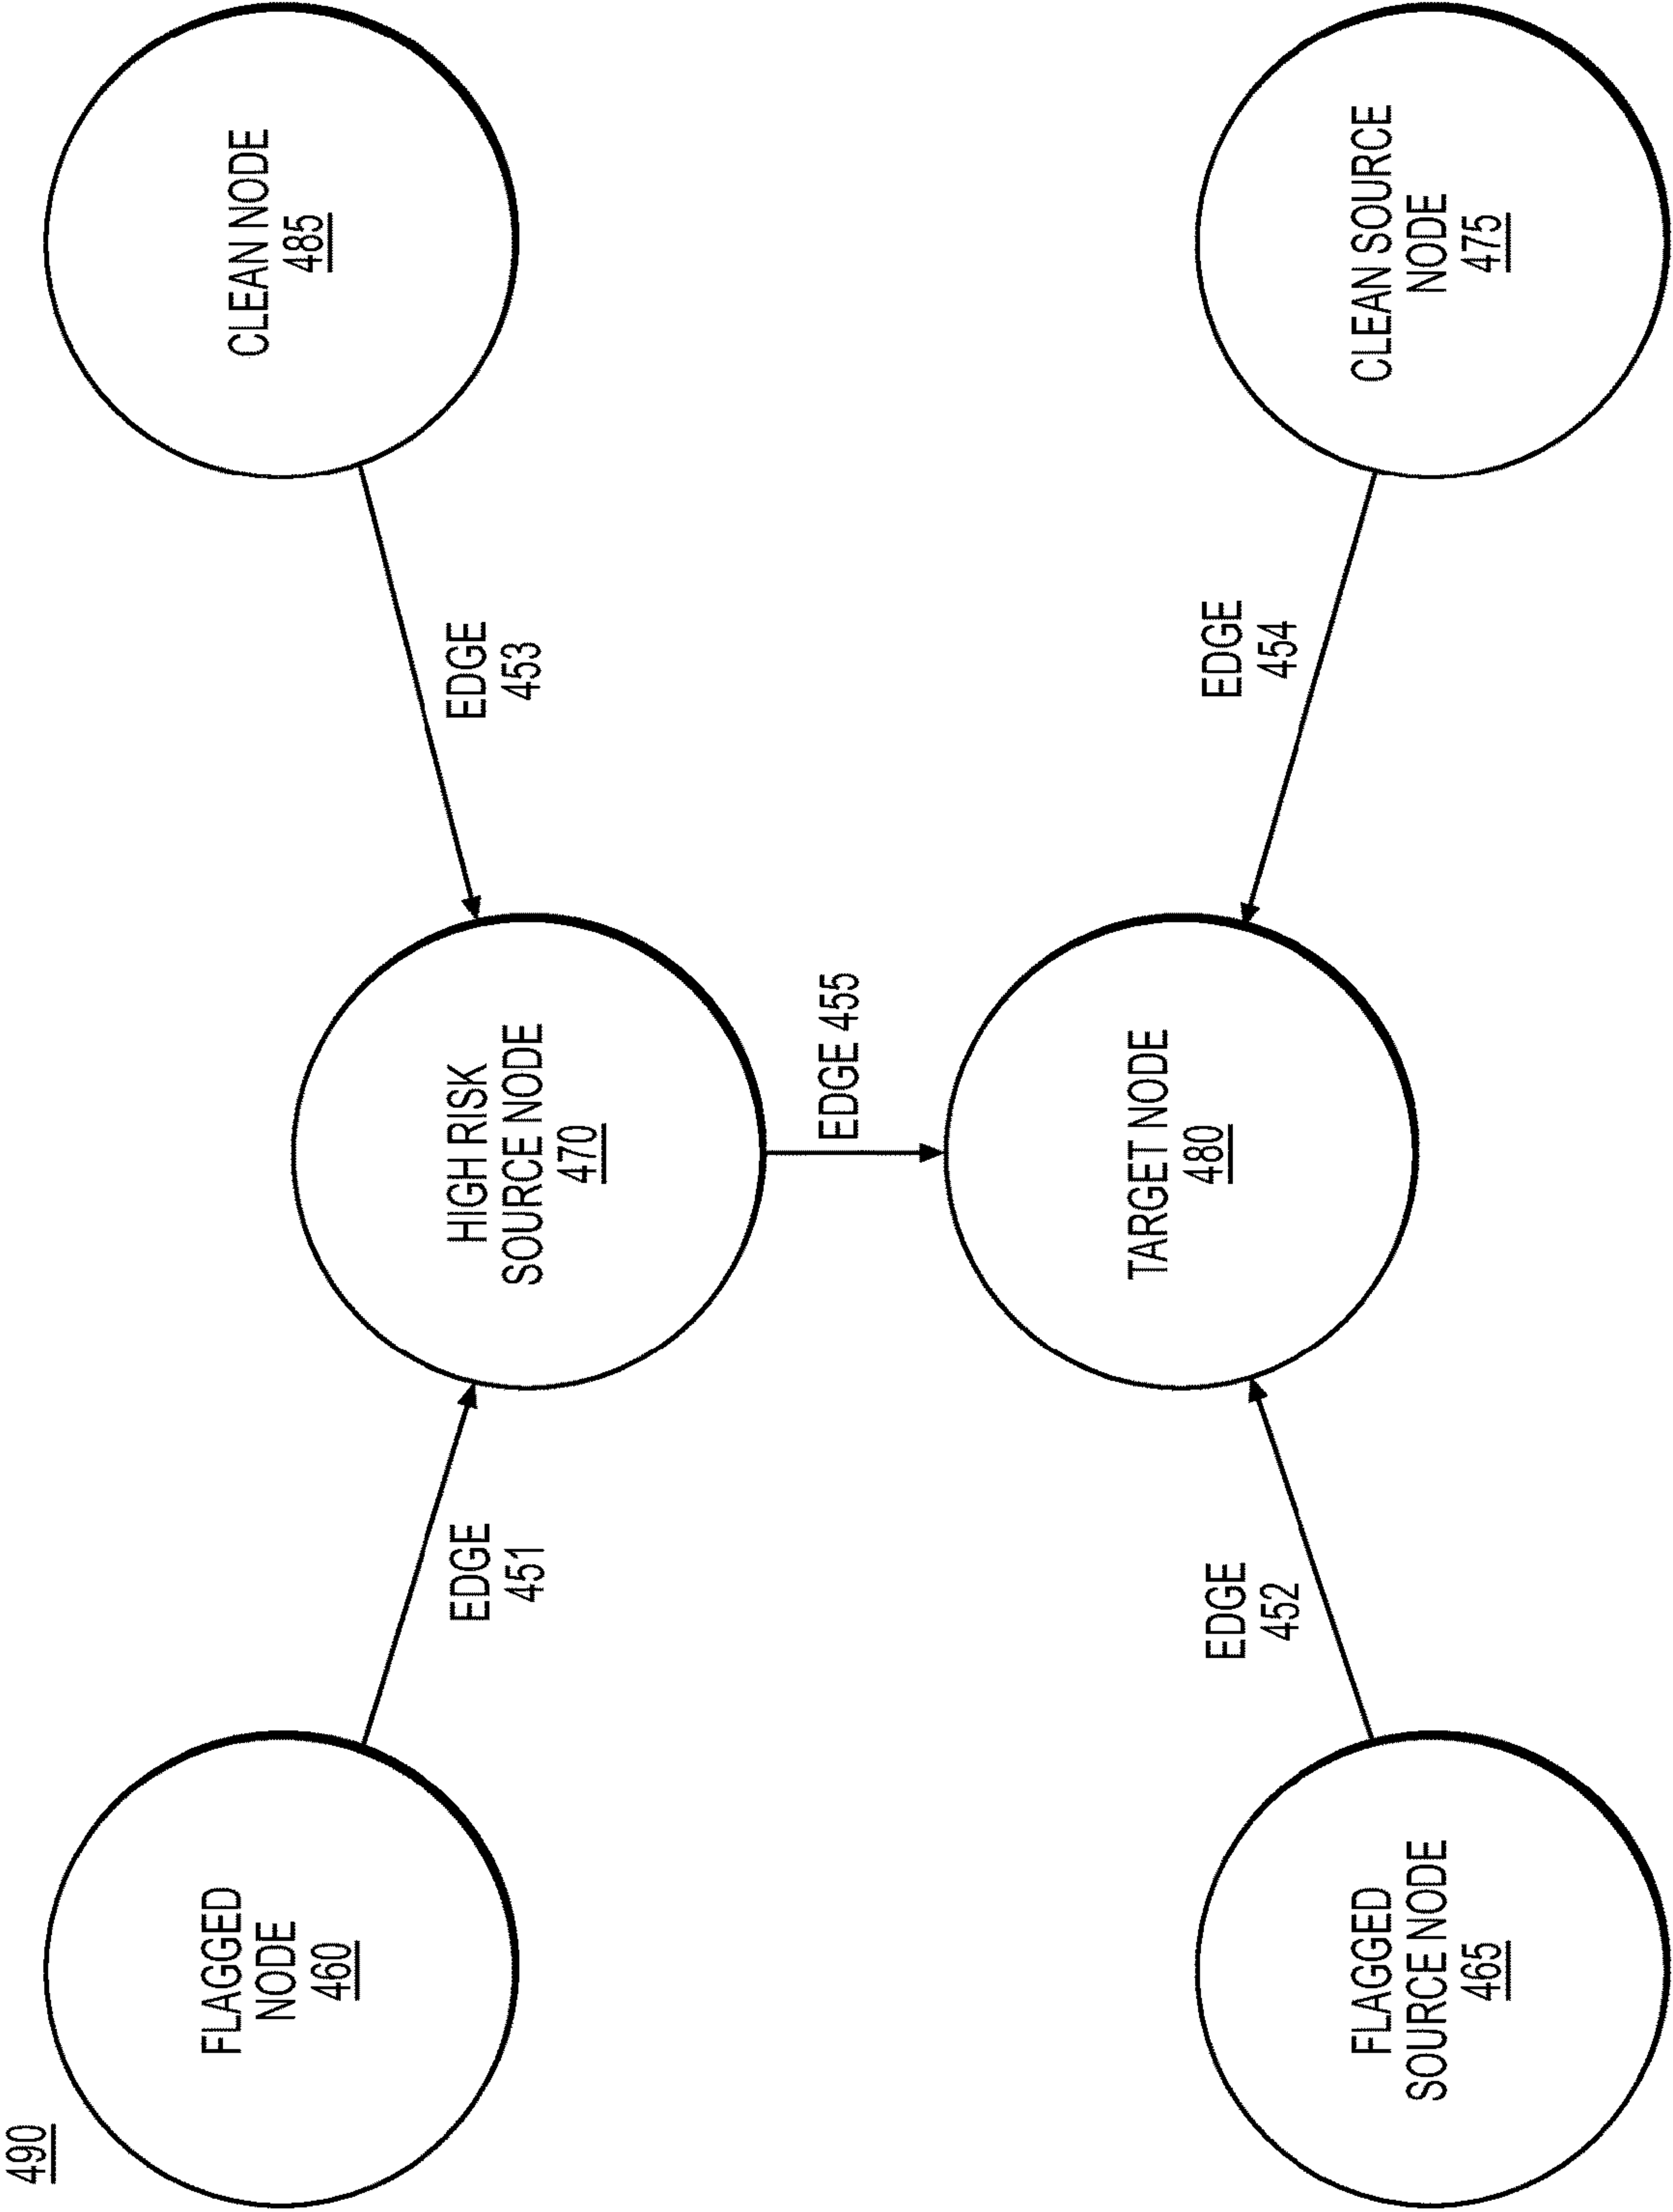 490
FLAGGED
NODE
460
EDGE
451
HIGH RISK
SOURCE NODE
470
EDGE
453
CLEAN NODE
485
EDGE 455
FLAGGED
SOURCE NODE
465
EDGE
452
TARGET NODE
480
EDGE
454
CLEAN SOURCE
NODE
475